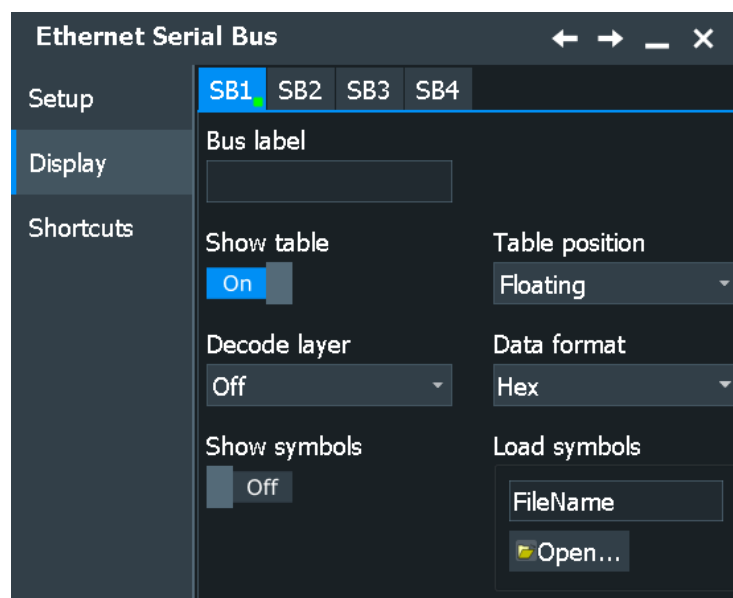 Ethernet Serial Bus
Setup
Display
Shortcuts
SB1 SB2 SB3 SB4
Bus label
Show table Table position
On Floating
Decode layer Data format
Off Hex
Show symbols Load symbols
Off FileName
Open...